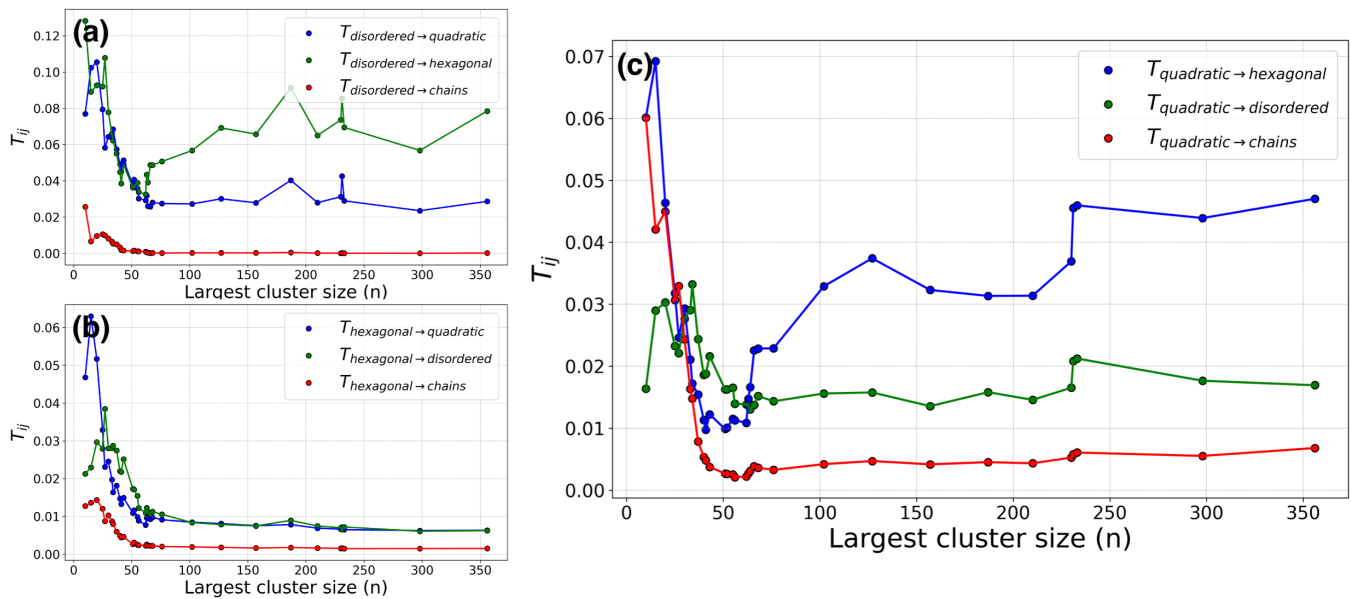 (a)
T_disordered→quadratic
T_disordered→hexagonal
T_disordered→chains
T_ij
0.12
0.10
0.08
0.06
0.04
0.02
0.00
0 50 100 150 200 250 300 350
Largest cluster size (n)
(b)
T_hexagonal→quadratic
T_hexagonal→disordered
T_hexagonal→chains
T_ij
0.06
0.05
0.04
0.03
0.02
0.01
0.00
0 50 100 150 200 250 300 350
Largest cluster size (n)
(c)
T_quadratic→hexagonal
T_quadratic→disordered
T_quadratic→chains
T_ij
0.07
0.06
0.05
0.04
0.03
0.02
0.01
0.00
0 50 100 150 200 250 300 350
Largest cluster size (n)